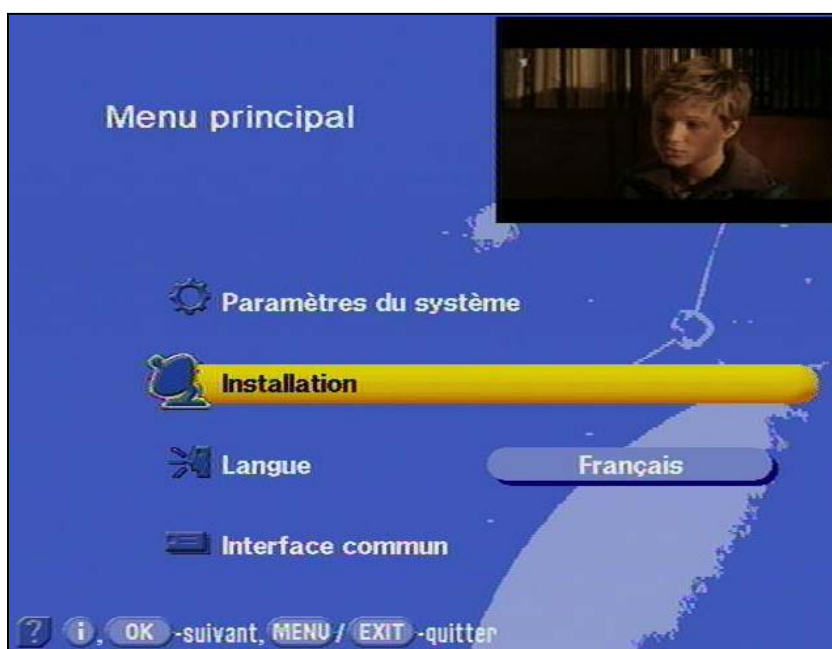 Menu principal
Paramètres du système
Installation
Langue Français
Interface commun
? i, OK -suivant, MENU / EXIT -quitter